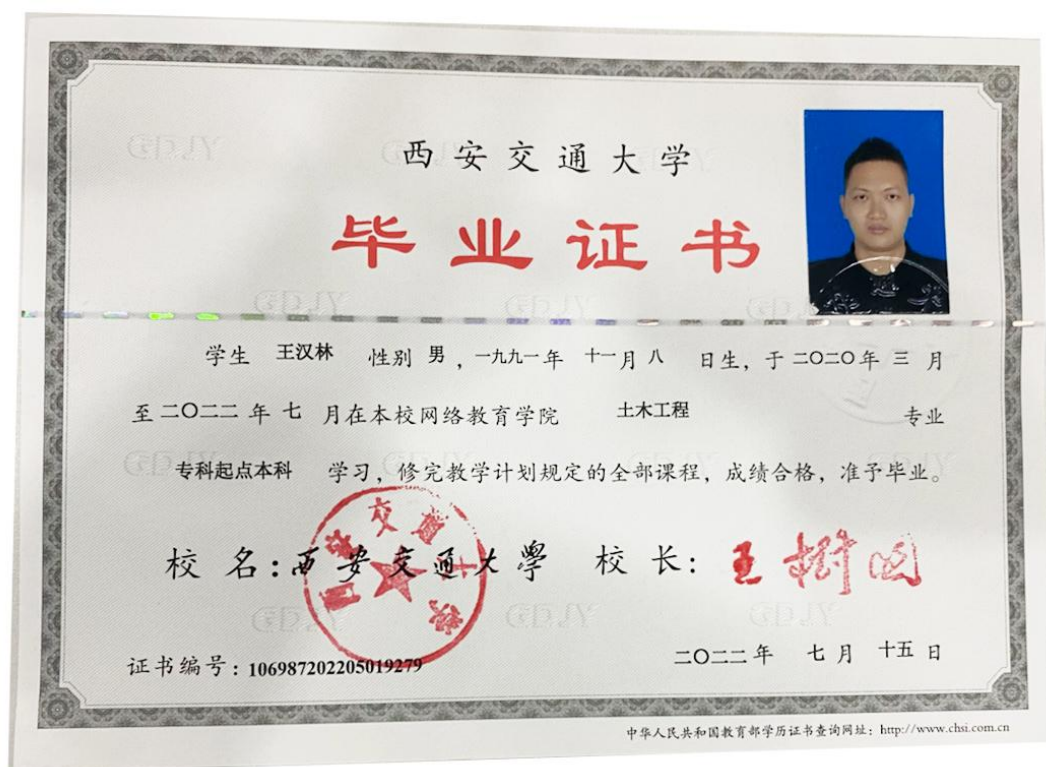 西安交通大学
毕业证书
学生 王汉林 性别 男 ，一九九一年 十一月 八 日生，于 二〇二〇年 三 月
至 二〇二二 年 七 月在本校网络教育学院 土木工程 专业
专科起点本科 学习，修完教学计划规定的全部课程，成绩合格，准予毕业。
校 名：西安交通大學 校 长：王树国
证书编号：106987202205019279
二〇二二年 七月 十五 日
中华人民共和国教育部学历证书查询网址：http://www.chsi.com.cn